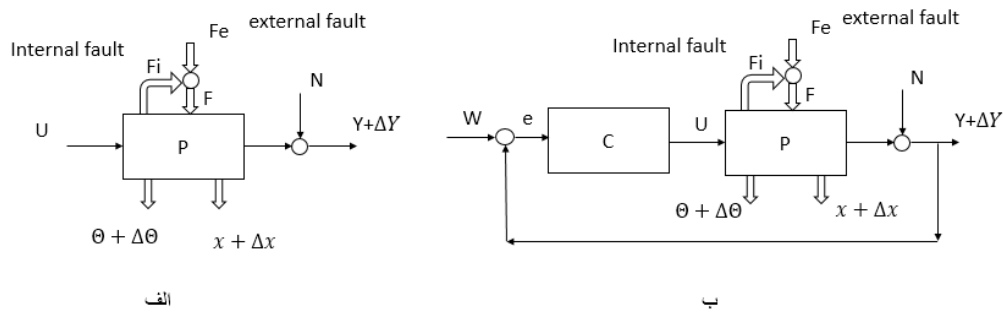 Fe external fault
Internal fault
Fi
F
N
U
P
Y+ΔY
Θ + ΔΘ
x + Δx
الف
Fe external fault
Internal fault
Fi
F
N
W
e
C
U
P
Y+ΔY
Θ + ΔΘ
x + Δx
ب